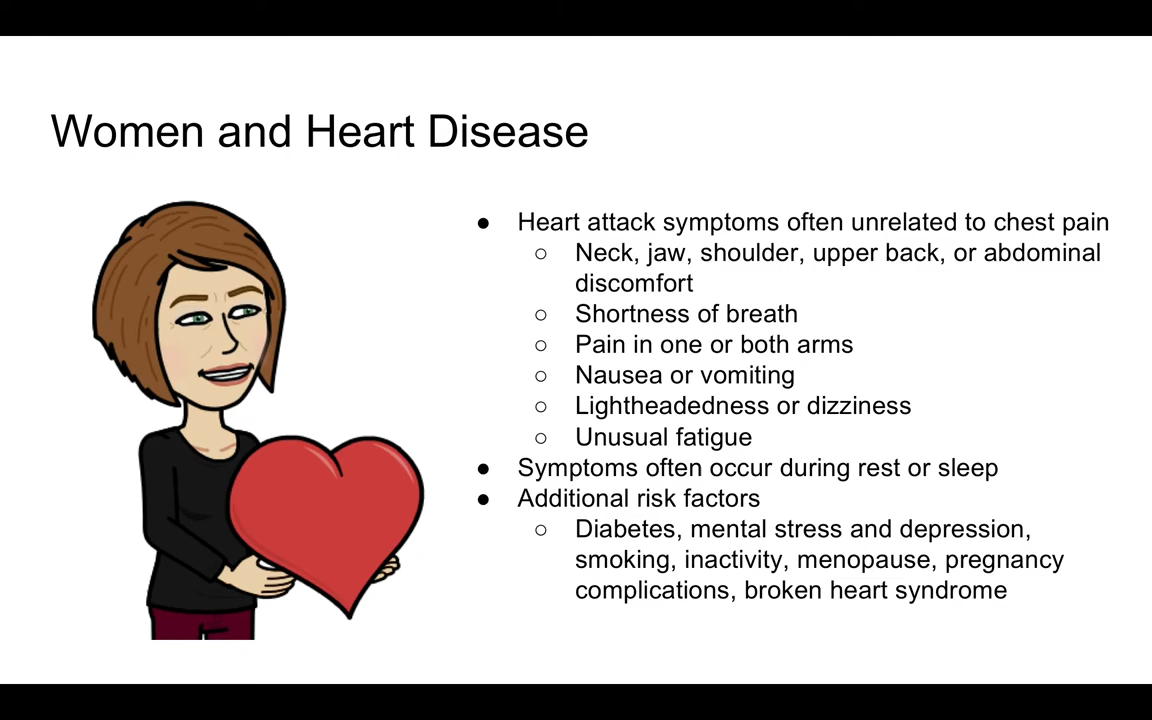 Women and Heart Disease
● Heart attack symptoms often unrelated to chest pain
○ Neck, jaw, shoulder, upper back, or abdominal
discomfort
○ Shortness of breath
○ Pain in one or both arms
○ Nausea or vomiting
○ Lightheadedness or dizziness
○ Unusual fatigue
● Symptoms often occur during rest or sleep
● Additional risk factors
○ Diabetes, mental stress and depression,
smoking, inactivity, menopause, pregnancy
complications, broken heart syndrome